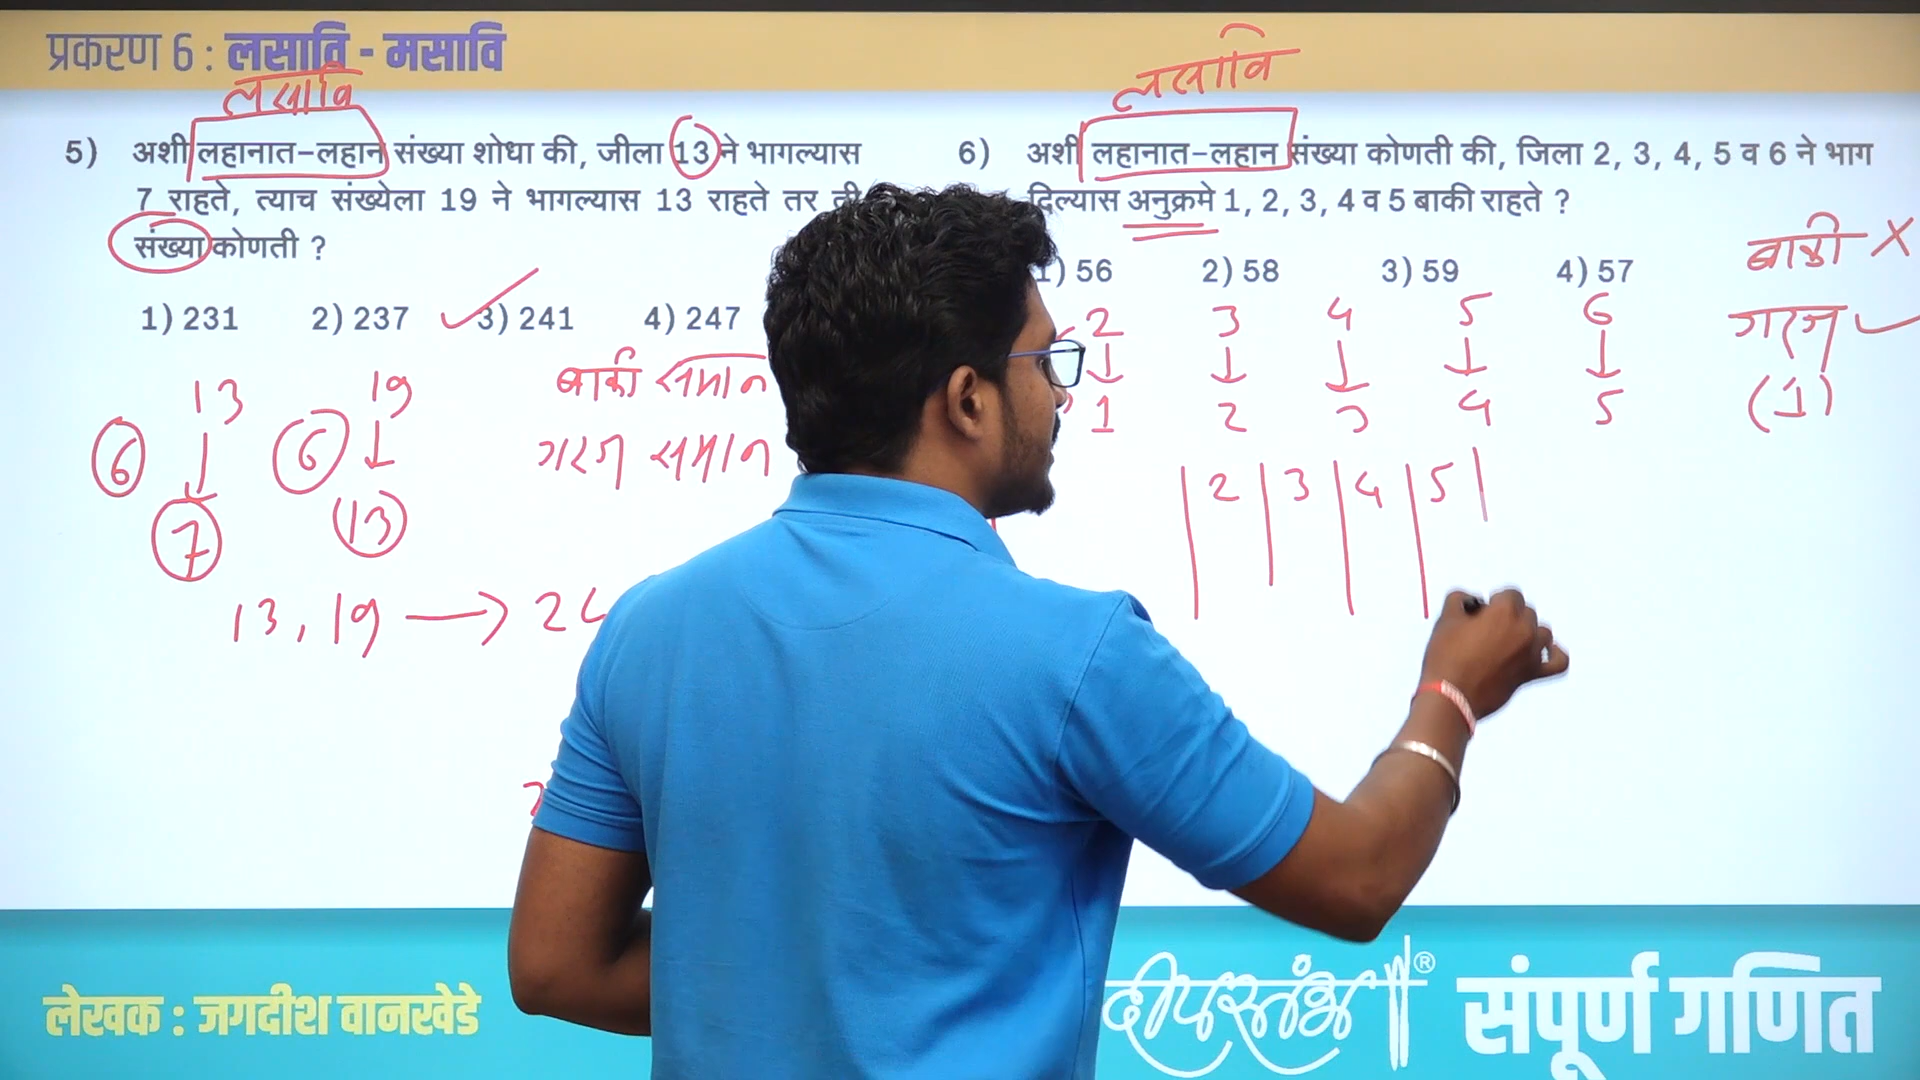 प्रकरण 6 : लसावि - मसावि
लसावि
5) अशी लहानात-लहान संख्या शोधा की, जीला 13 ने भागल्यास
7 राहते, त्याच संख्येला 19 ने भागल्यास 13 राहते तर ती
संख्या कोणती ?
1) 231 2) 237 3) 241 4) 247
13 19 बाकी समान
6 6 गरज समान
7 13
13, 19 → 24
लसावि
6) अशी लहानात-लहान संख्या कोणती की, जिला 2, 3, 4, 5 व 6 ने भाग
दिल्यास अनुक्रमे 1, 2, 3, 4 व 5 बाकी राहते ?
1) 56 2) 58 3) 59 4) 57
बाकी ×
2 3 4 5 6 गरज ✓
1 2 3 4 5 (1)
2 3 4 5
लेखक : जगदीश वानखेडे
दीपस्तंभ ®
संपूर्ण गणित